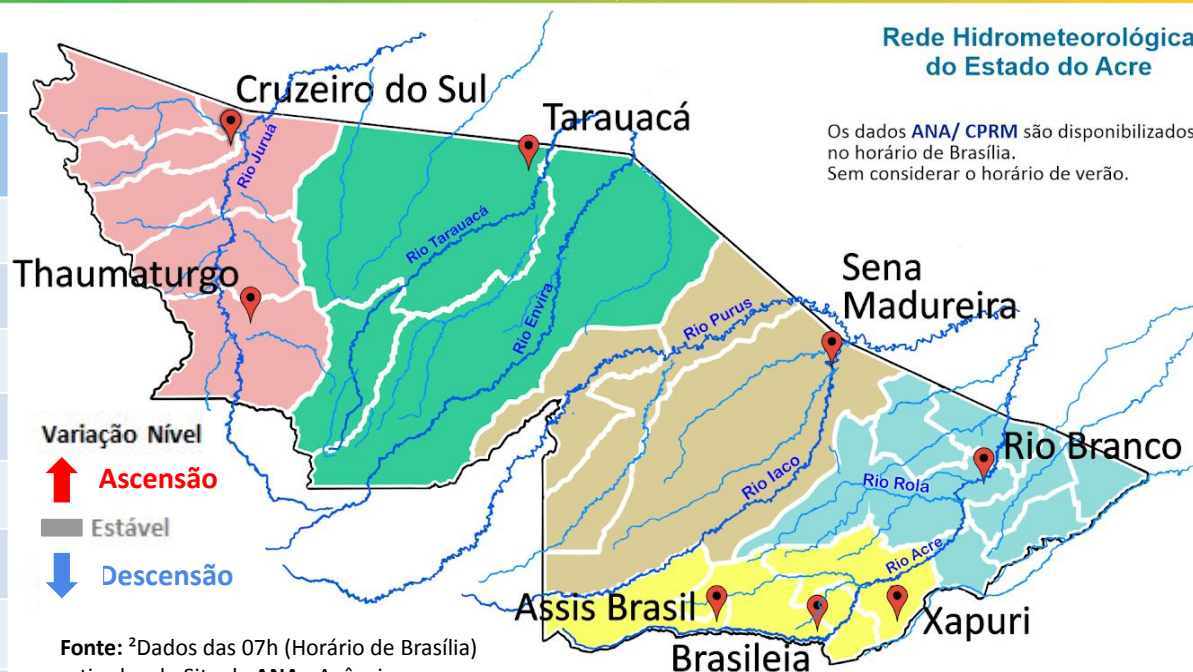 Rede Hidrometeorológica
do Estado do Acre
Os dados ANA/ CPRM são disponibilizados
no horário de Brasília.
Sem considerar o horário de verão.
Cruzeiro do Sul
Tarauacá
Rio Juruá
Rio Tarauacá
Thaumaturgo
Rio Envira
Sena
Madureira
Rio Purus
Variação Nível
Ascensão
Estável
Descensão
Rio Branco
Rio Iaco
Rio Rola
Rio Acre
Assis Brasil
Xapuri
Brasileia
Fonte: ²Dados das 07h (Horário de Brasília)